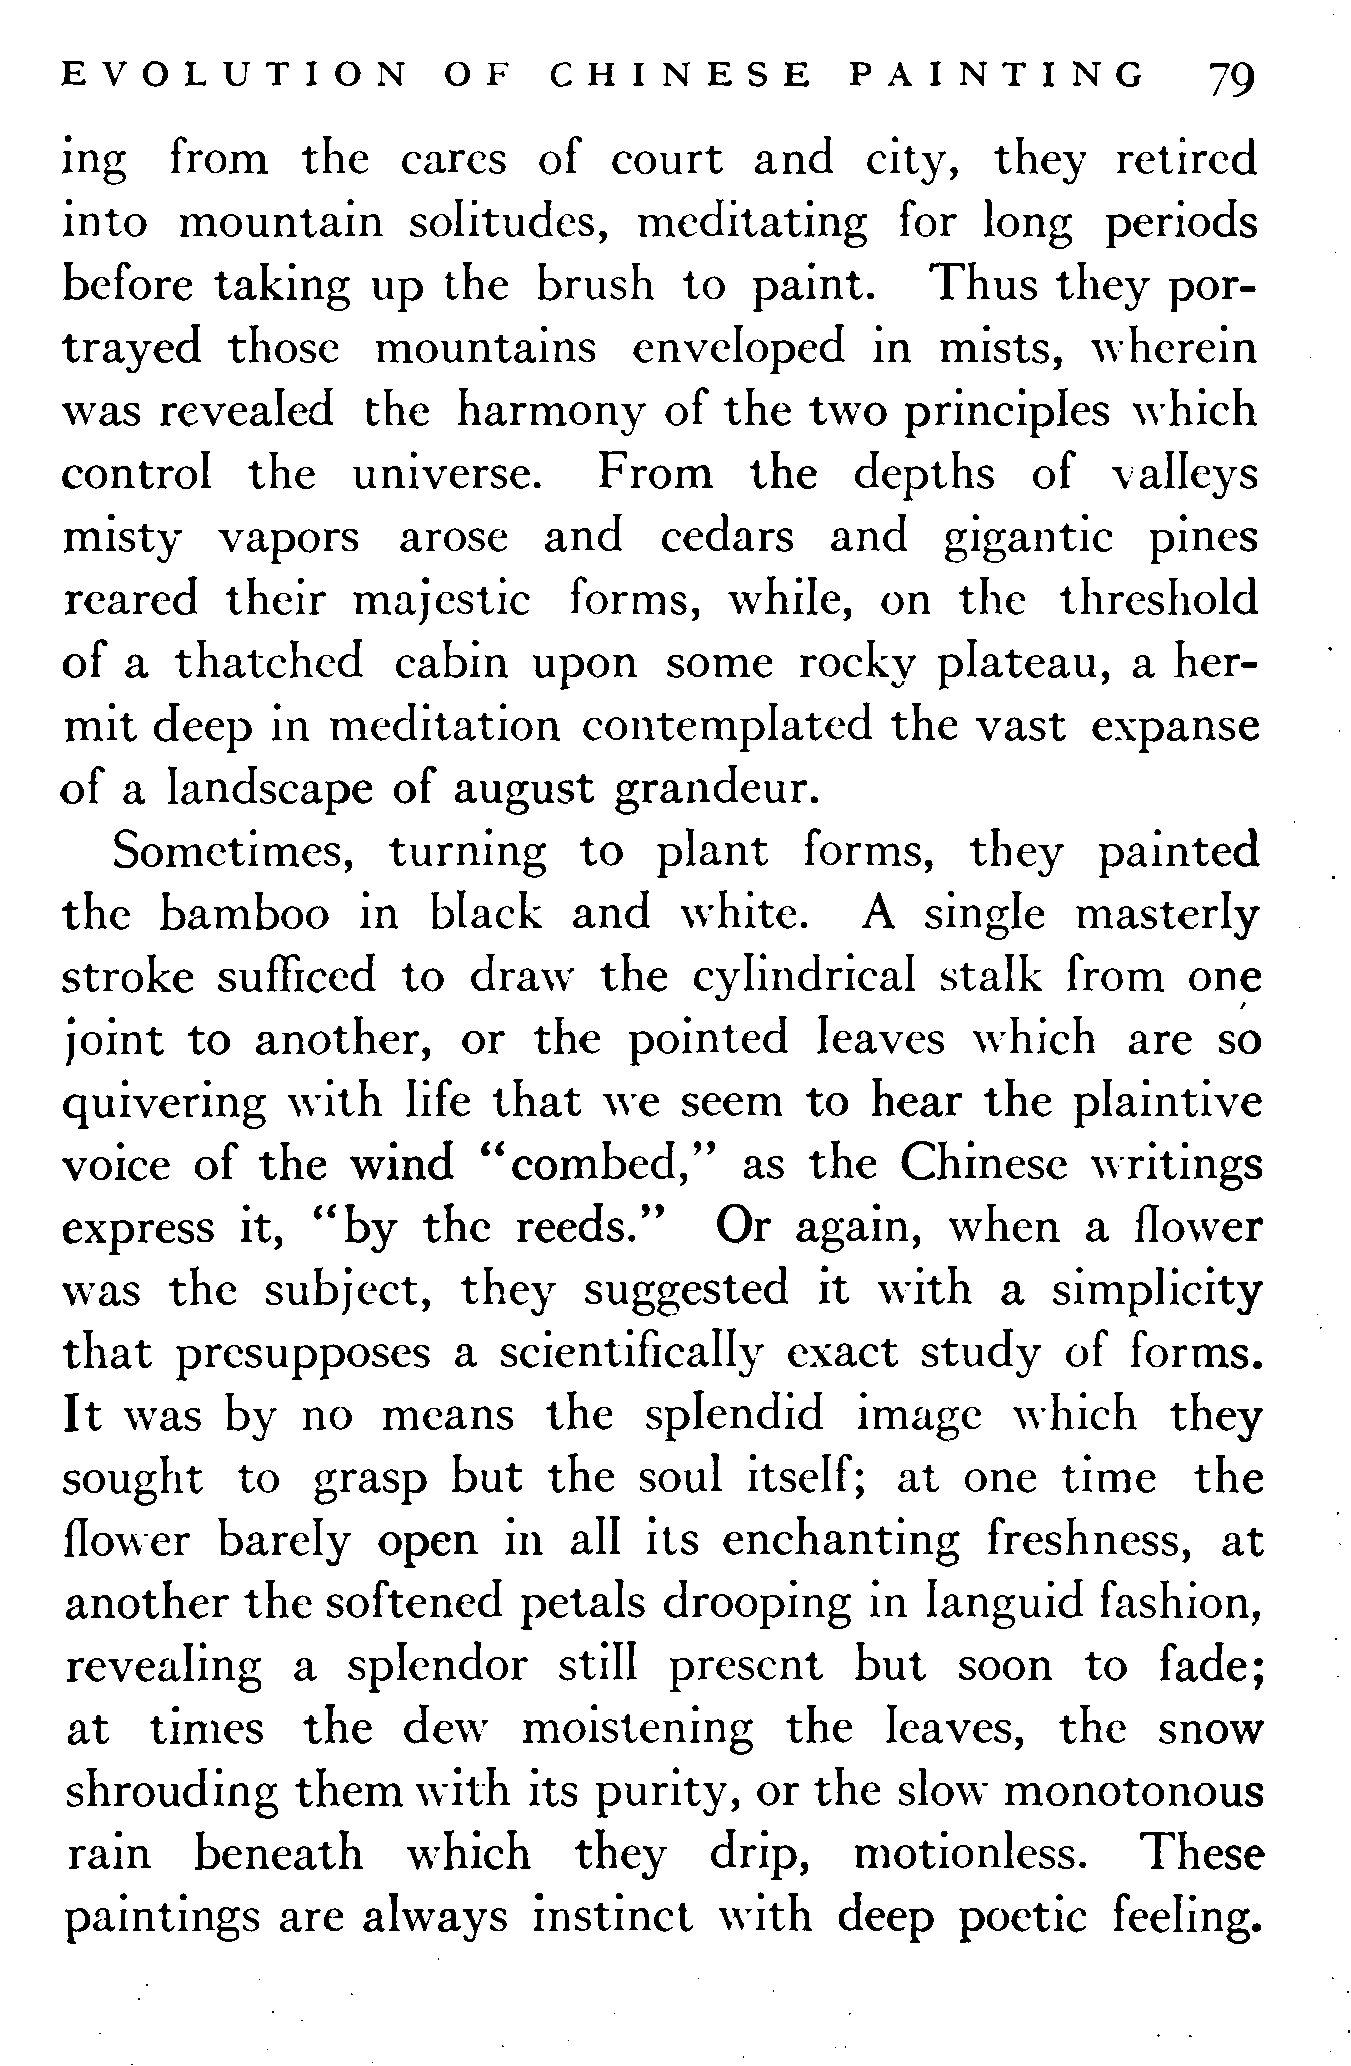 EVOLUTION OF CHINESE PAINTING 79
ing from the cares of court and city, they retired
into mountain solitudes, meditating for long periods
before taking up the brush to paint. Thus they por-
trayed those mountains enveloped in mists, wherein
was revealed the harmony of the two principles which
control the universe. From the depths of valleys
misty vapors arose and cedars and gigantic pines
reared their majestic forms, while, on the threshold
of a thatched cabin upon some rocky plateau, a her-
mit deep in meditation contemplated the vast expanse
of a landscape of august grandeur.
Sometimes, turning to plant forms, they painted
the bamboo in black and white. A single masterly
stroke sufficed to draw the cylindrical stalk from one
joint to another, or the pointed leaves which are so
quivering with life that we seem to hear the plaintive
voice of the wind “combed,” as the Chinese writings
express it, “by the reeds.” Or again, when a flower
was the subject, they suggested it with a simplicity
that presupposes a scientifically exact study of forms.
It was by no means the splendid image which they
sought to grasp but the soul itself; at one time the
flower barely open in all its enchanting freshness, at
another the softened petals drooping in languid fashion,
revealing a splendor still present but soon to fade;
at times the dew moistening the leaves, the snow
shrouding them with its purity, or the slow monotonous
rain beneath which they drip, motionless. These
paintings are always instinct with deep poetic feeling.